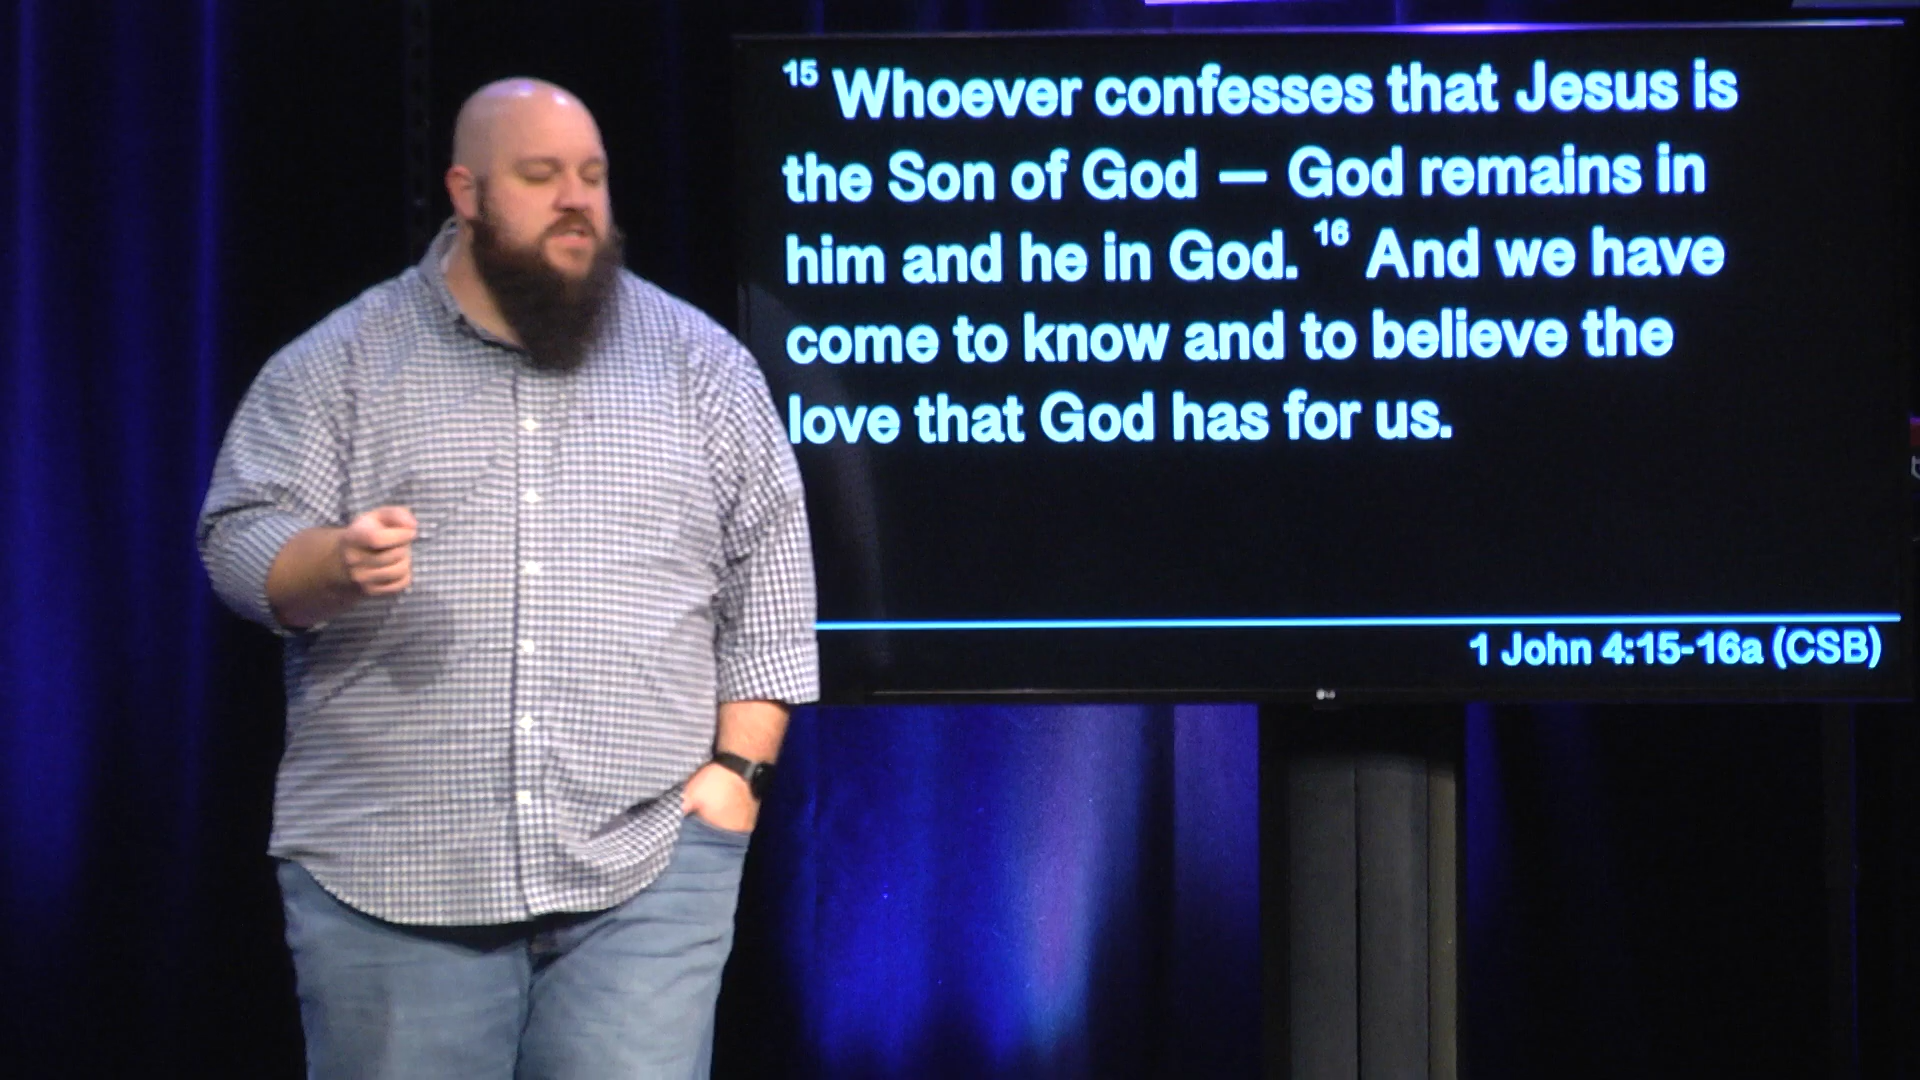 15 Whoever confesses that Jesus is
the Son of God — God remains in
him and he in God. 16 And we have
come to know and to believe the
love that God has for us.
1 John 4:15-16a (CSB)
LG